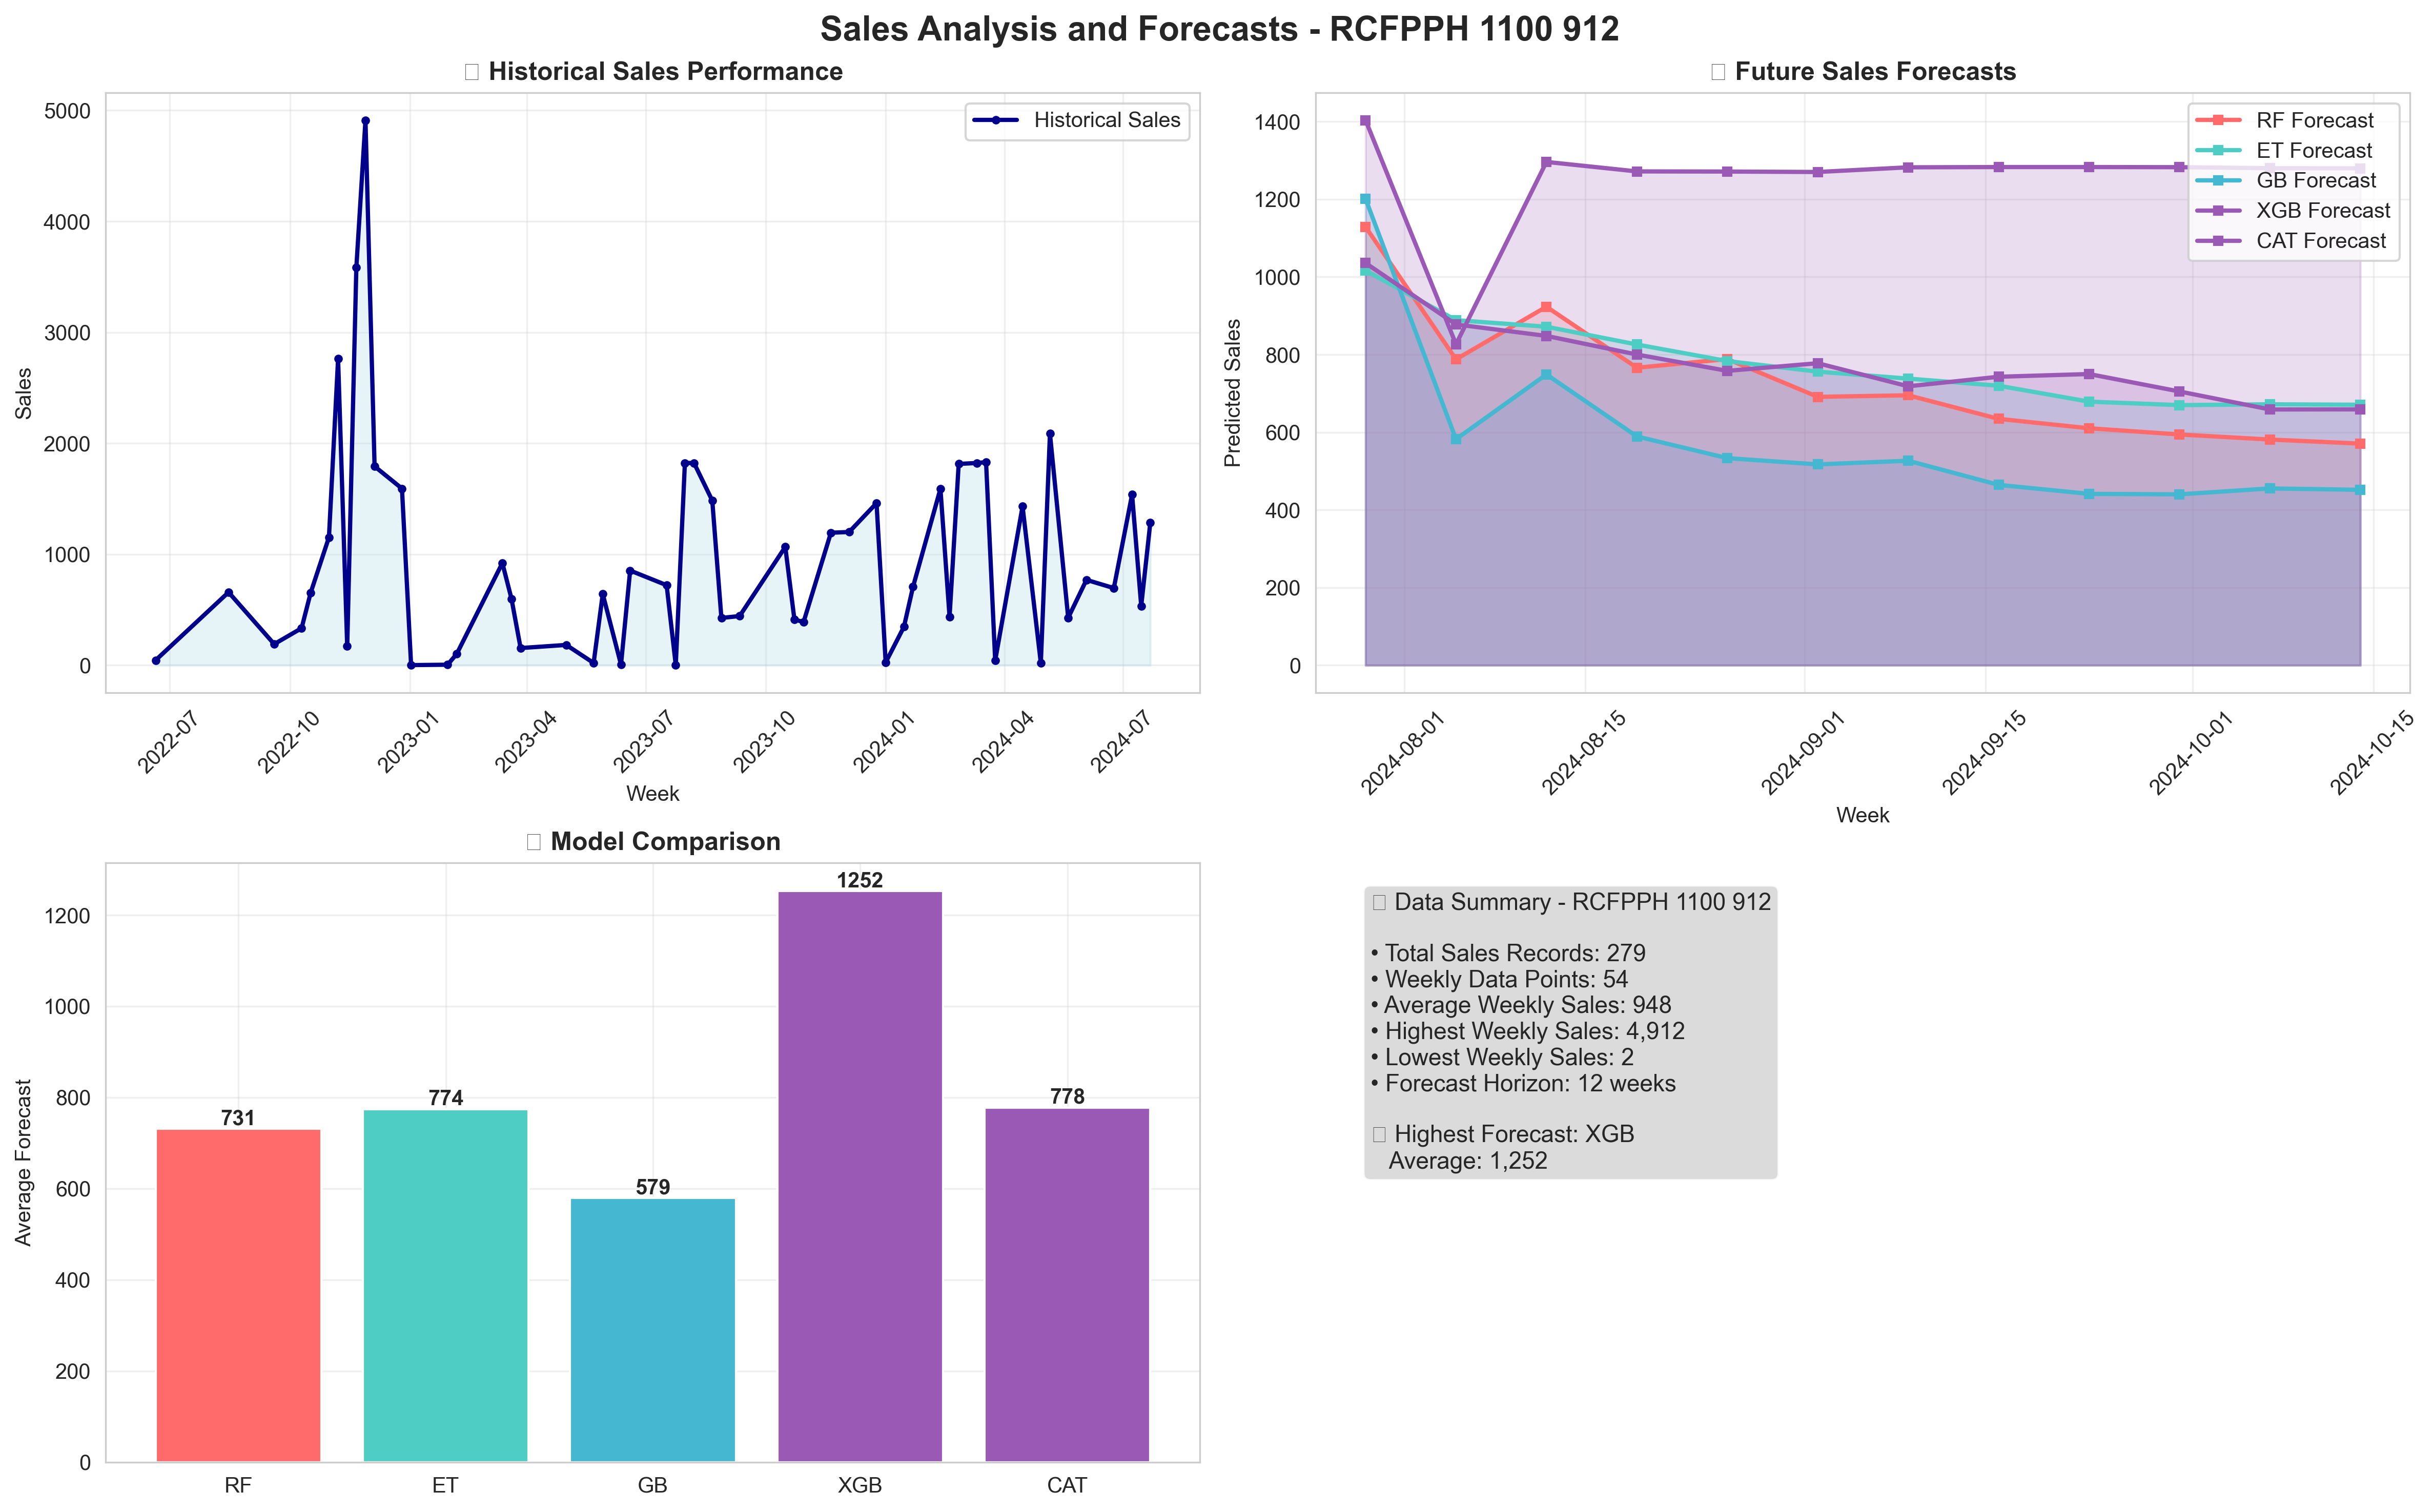 Sales Analysis and Forecasts - RCFPPH 1100 912
Historical Sales Performance
5000
4000
3000
2000
1000
0
Sales
Historical Sales
2022-07
2022-10
2023-01
2023-04
2023-07
2023-10
2024-01
2024-04
2024-07
Week
Future Sales Forecasts
1400
1200
1000
800
600
400
200
0
Predicted Sales
RF Forecast
ET Forecast
GB Forecast
XGB Forecast
CAT Forecast
2024-08-01
2024-08-15
2024-09-01
2024-09-15
2024-10-01
2024-10-15
Week
Model Comparison
1200
1000
800
600
400
200
0
Average Forecast
731
774
579
1252
778
RF
ET
GB
XGB
CAT
Data Summary - RCFPPH 1100 912
• Total Sales Records: 279
• Weekly Data Points: 54
• Average Weekly Sales: 948
• Highest Weekly Sales: 4,912
• Lowest Weekly Sales: 2
• Forecast Horizon: 12 weeks
Highest Forecast: XGB
Average: 1,252